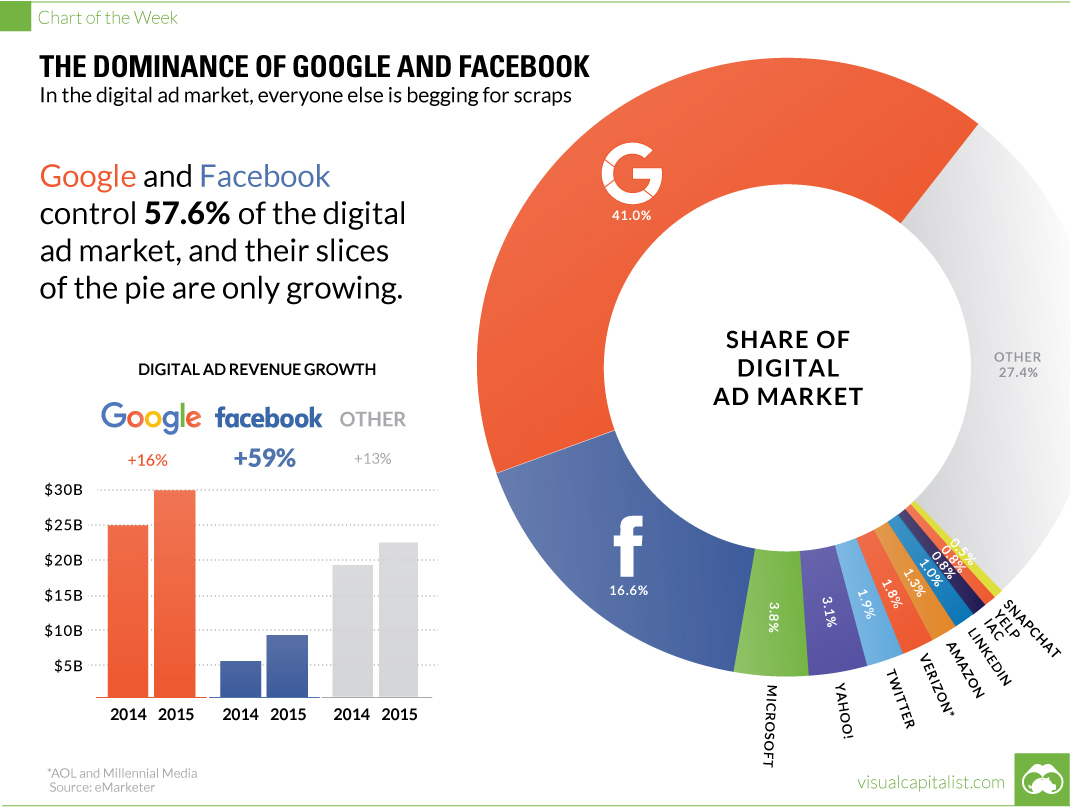 Chart of the Week
THE DOMINANCE OF GOOGLE AND FACEBOOK
In the digital ad market, everyone else is begging for scraps
Google and Facebook
control 57.6% of the digital
ad market, and their slices
of the pie are only growing.
DIGITAL AD REVENUE GROWTH
Google facebook OTHER
+16% +59% +13%
$30B
$25B
$20B
$15B
$10B
$5B
2014 2015 2014 2015 2014 2015
*AOL and Millennial Media
Source: eMarketer
SHARE OF
DIGITAL
AD MARKET
G
41.0%
OTHER
27.4%
f
16.6%
3.8%
3.1%
1.9%
1.8%
1.3%
1.0%
0.8%
0.8%
0.5%
MICROSOFT
YAHOO!
TWITTER
VERIZON*
AMAZON
LINKEDIN
IAC
YELP
SNAPCHAT
visualcapitalist.com